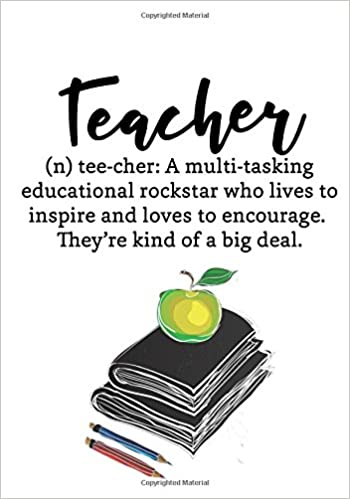 Copyrighted Material
Teacher
(n) tee-cher: A multi-tasking
educational rockstar who lives to
inspire and loves to encourage.
They're kind of a big deal.
Copyrighted Material